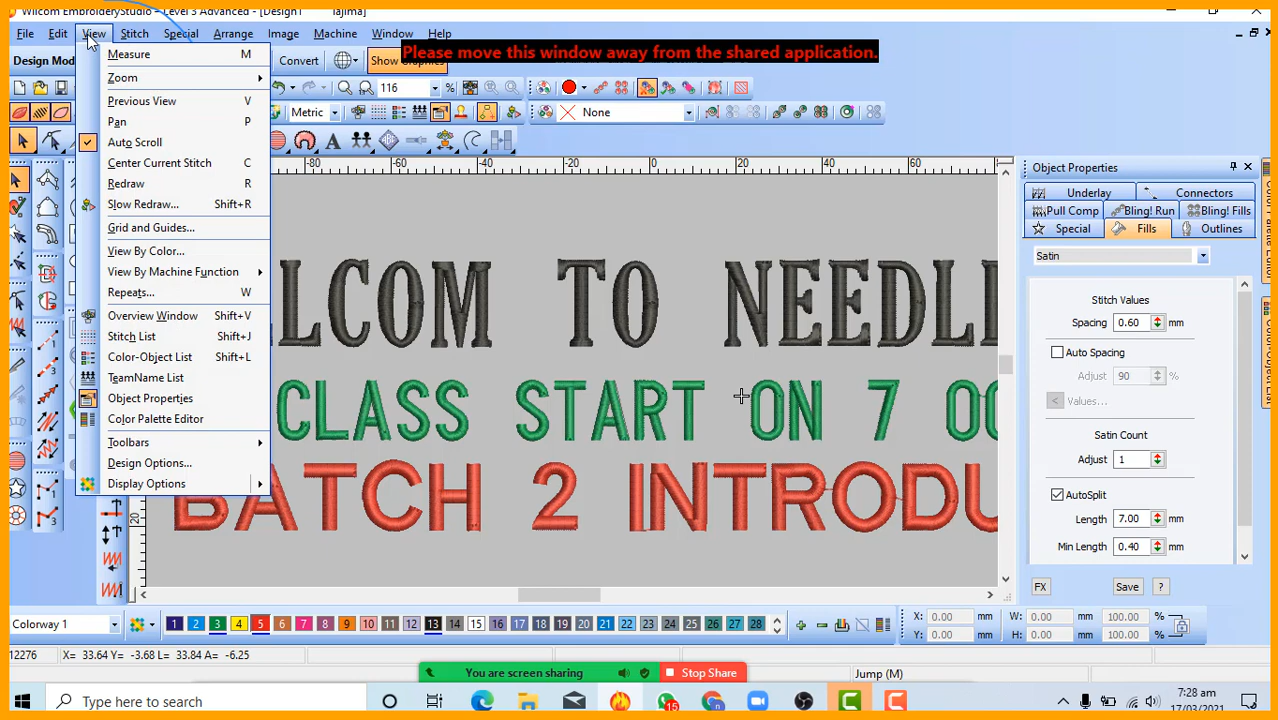 Wilcom EmbroideryStudio - Level 3 Advanced - [Design1 Tajima]
File Edit View Stitch Special Arrange Image Machine Window Help
Please move this window away from the shared application.
Design Mod Convert Show Graphics
116 %
Metric None
Measure M
Zoom
Previous View V
Pan P
Auto Scroll
Center Current Stitch C
Redraw R
Slow Redraw... Shift+R
Grid and Guides...
View By Color...
View By Machine Function
Repeats... W
Overview Window Shift+V
Stitch List Shift+J
Color-Object List Shift+L
TeamName List
Object Properties
Color Palette Editor
Toolbars
Design Options...
Display Options
-80 -60 -40 -20 0 20 40 60
20
LCOM TO NEEDL
CLASS START ON 7 OC
BATCH 2 INTRODU
Object Properties
Underlay Connectors
Pull Comp Bling! Run Bling! Fills
Special Fills Outlines
Satin
Stitch Values
Spacing 0.60 mm
Auto Spacing
Adjust 90 %
Values...
Satin Count
Adjust 1
AutoSplit
Length 7.00 mm
Min Length 0.40 mm
FX Save ?
Color Palette Editor
Color-Object List
Colorway 1 1 2 3 4 5 6 7 8 9 10 11 12 13 14 15 16 17 18 19 20 21 22 23 24 25 26 27 28
X: 0.00 mm W: 0.00 mm 100.00 %
Y: 0.00 mm H: 0.00 mm 100.00 %
12276 X= 33.64 Y= -3.68 L= 33.84 A= -6.25
You are screen sharing Stop Share
Jump (M)
Type here to search
15
7:28 am
17/03/2021